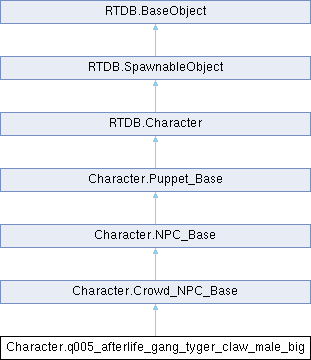 RTDB.BaseObject
RTDB.SpawnableObject
RTDB.Character
Character.Puppet_Base
Character.NPC_Base
Character.Crowd_NPC_Base
Character.q005_afterlife_gang_tyger_claw_male_big